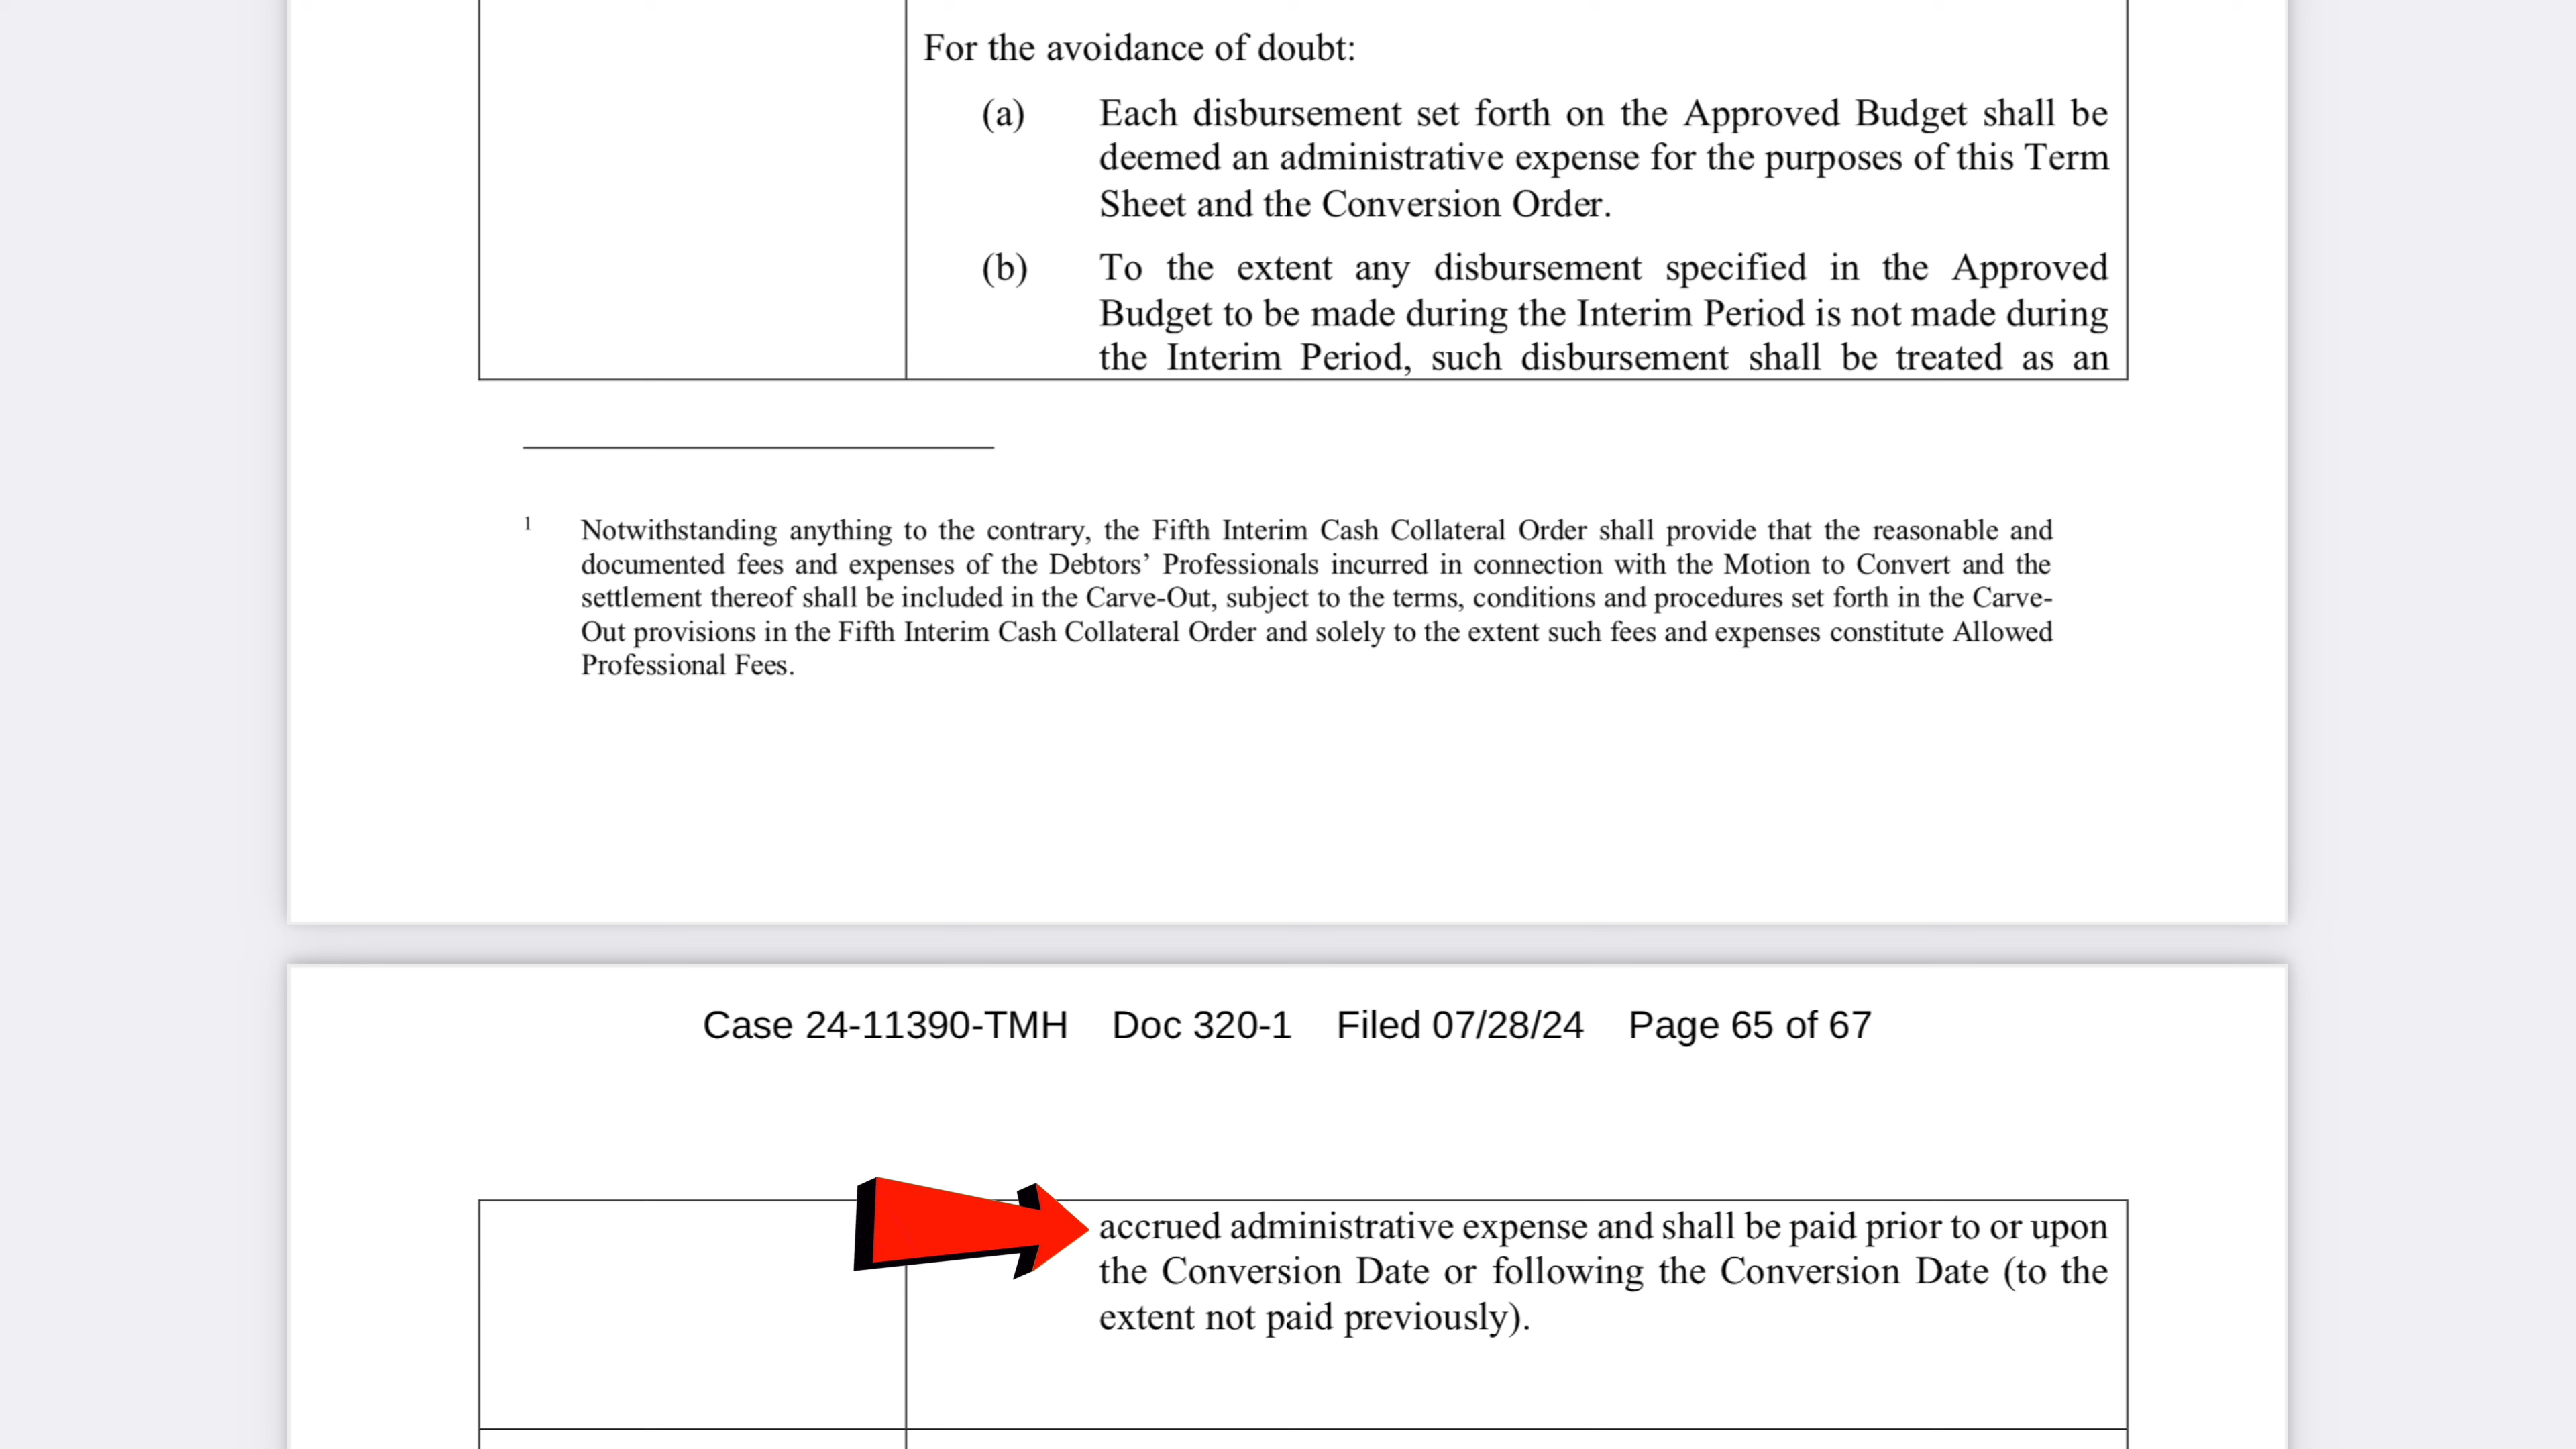 For the avoidance of doubt:
(a) Each disbursement set forth on the Approved Budget shall be
deemed an administrative expense for the purposes of this Term
Sheet and the Conversion Order.
(b) To the extent any disbursement specified in the Approved
Budget to be made during the Interim Period is not made during
the Interim Period, such disbursement shall be treated as an
1 Notwithstanding anything to the contrary, the Fifth Interim Cash Collateral Order shall provide that the reasonable and
documented fees and expenses of the Debtors’ Professionals incurred in connection with the Motion to Convert and the
settlement thereof shall be included in the Carve-Out, subject to the terms, conditions and procedures set forth in the Carve-
Out provisions in the Fifth Interim Cash Collateral Order and solely to the extent such fees and expenses constitute Allowed
Professional Fees.
Case 24-11390-TMH Doc 320-1 Filed 07/28/24 Page 65 of 67
accrued administrative expense and shall be paid prior to or upon
the Conversion Date or following the Conversion Date (to the
extent not paid previously).